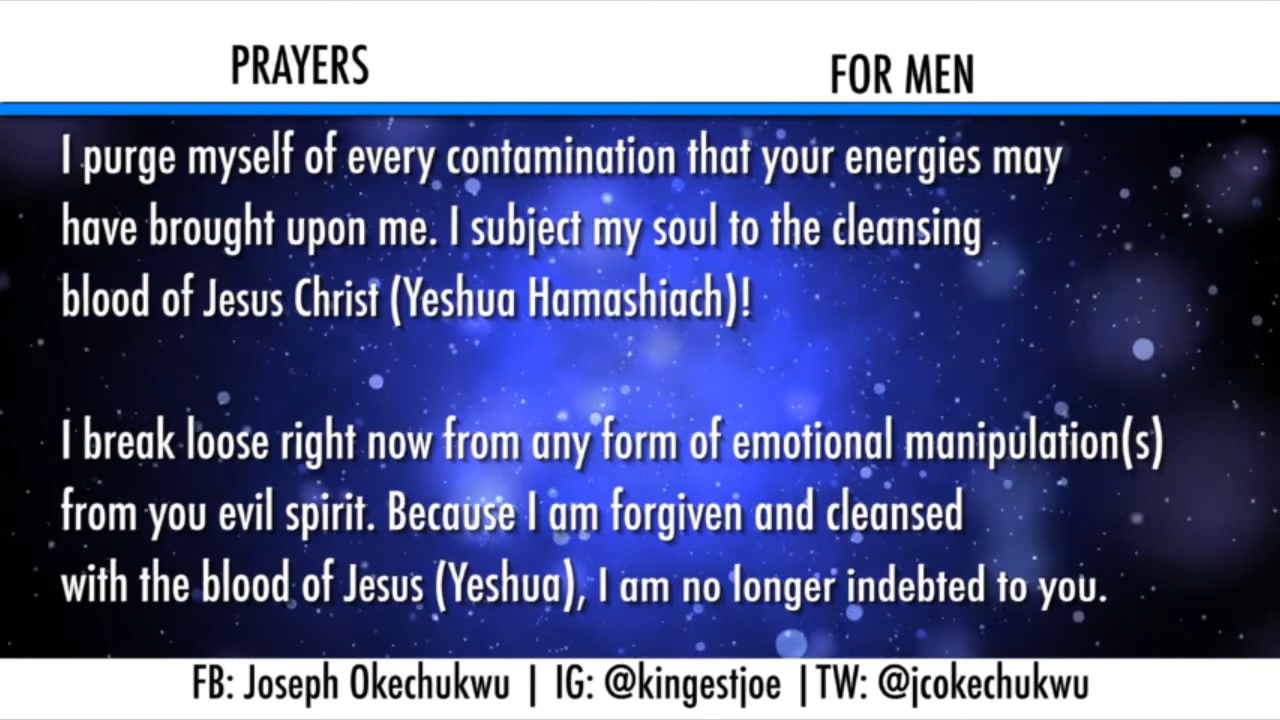 PRAYERS
FOR MEN
I purge myself of every contamination that your energies may
have brought upon me. I subject my soul to the cleansing
blood of Jesus Christ (Yeshua Hamashiach)!
I break loose right now from any form of emotional manipulation(s)
from you evil spirit. Because I am forgiven and cleansed
with the blood of Jesus (Yeshua), I am no longer indebted to you.
FB: Joseph Okechukwu | IG: @kingestjoe | TW: @jcokechukwu